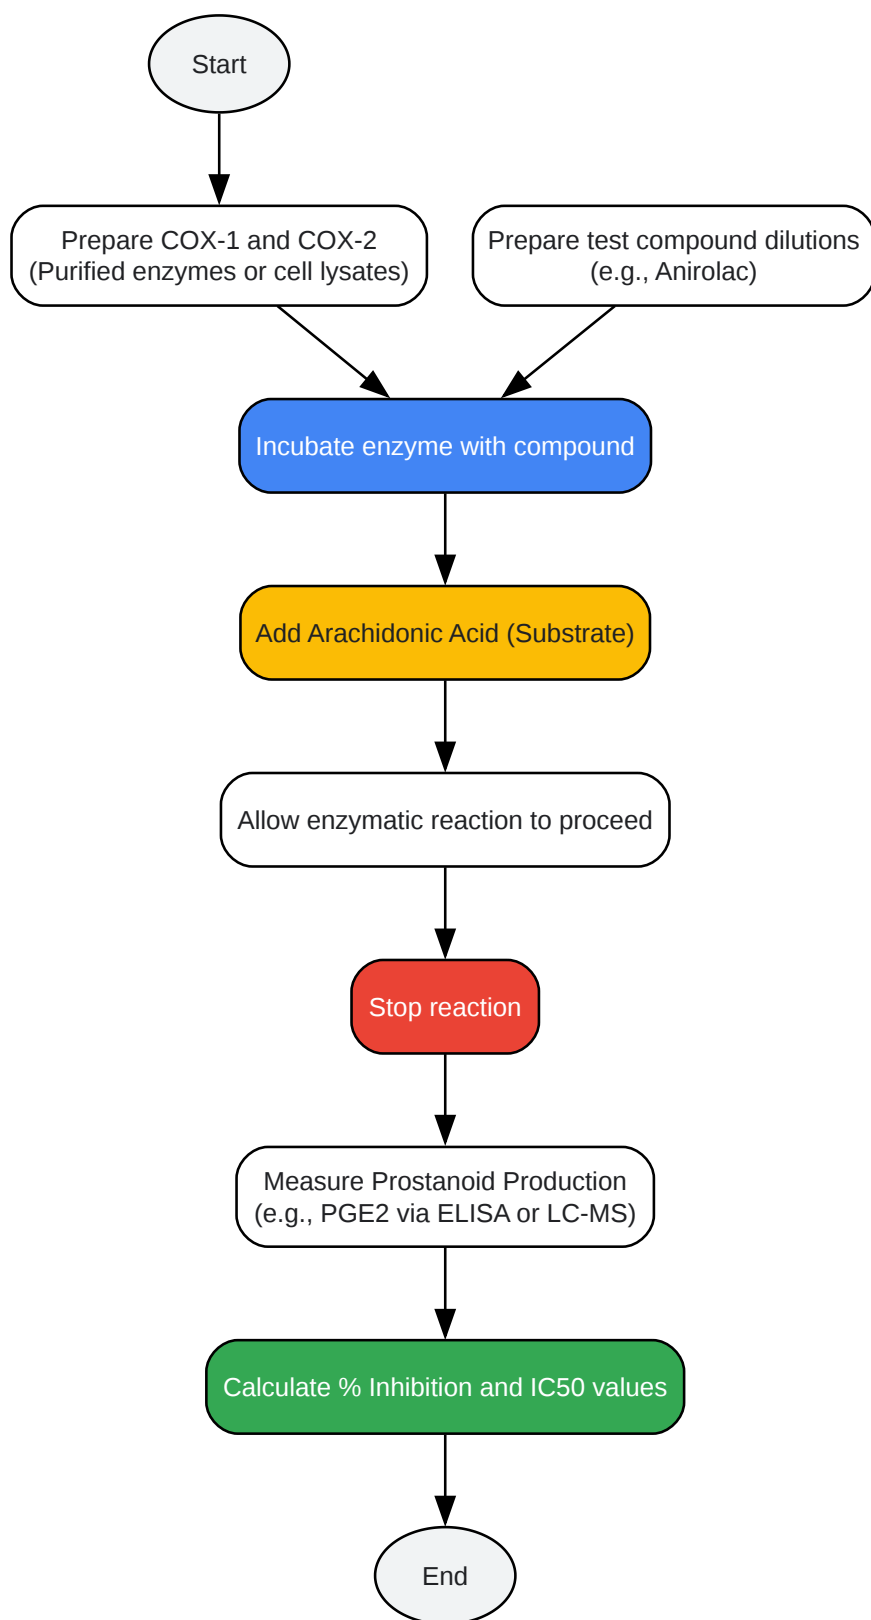 Start
Prepare COX-1 and COX-2
(Purified enzymes or cell lysates)
Prepare test compound dilutions
(e.g., Anirolac)
Incubate enzyme with compound
Add Arachidonic Acid (Substrate)
Allow enzymatic reaction to proceed
Stop reaction
Measure Prostanoid Production
(e.g., PGE2 via ELISA or LC-MS)
Calculate % Inhibition and IC50 values
End